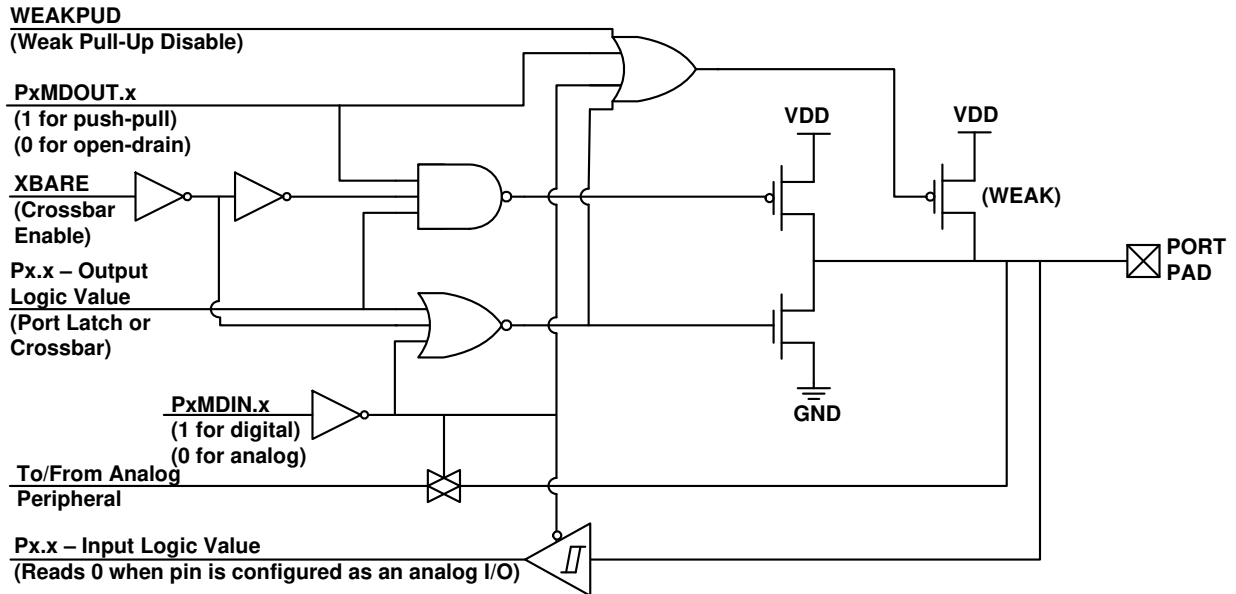 WEAKPUD
(Weak Pull-Up Disable)
PxMDOUT.x
(1 for push-pull)
(0 for open-drain)
XBARE
(Crossbar
Enable)
Px.x – Output
Logic Value
(Port Latch or
Crossbar)
PxMDIN.x
(1 for digital)
(0 for analog)
To/From Analog
Peripheral
Px.x – Input Logic Value
(Reads 0 when pin is configured as an analog I/O)
VDD
VDD
(WEAK)
PORT
PAD
GND